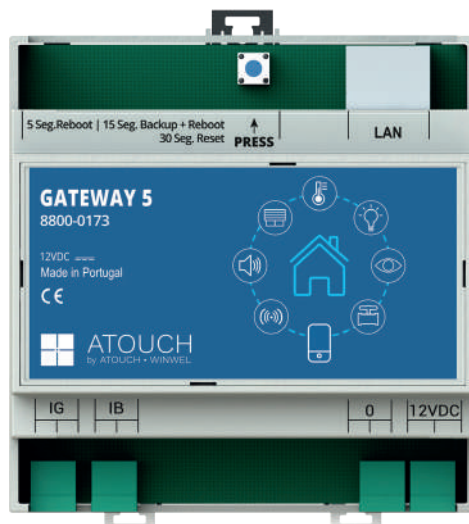 5 Seg.Reboot | 15 Seg. Backup + Reboot
30 Seg. Reset
PRESS
LAN
GATEWAY 5
8800-0173
12VDC
Made in Portugal
CE
ATOUCH
by ATOUCH • WINWEL
IG
IB
0
12VDC